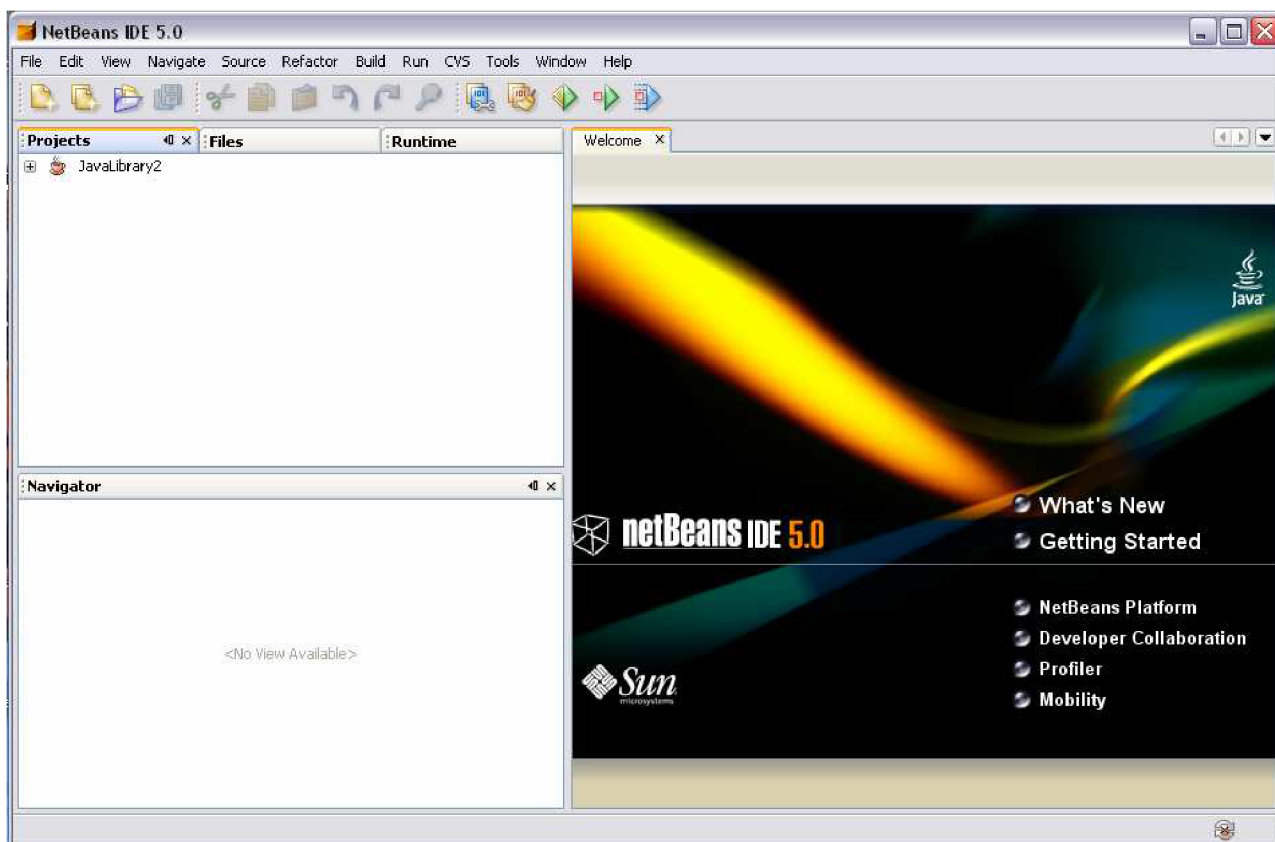 NetBeans IDE 5.0
File Edit View Navigate Source Refactor Build Run CVS Tools Window Help
Projects Files Runtime
JavaLibrary2
Navigator
<No View Available>
Welcome
Java
netBeans IDE 5.0
What's New
Getting Started
NetBeans Platform
Developer Collaboration
Profiler
Mobility
Sun
microsystems